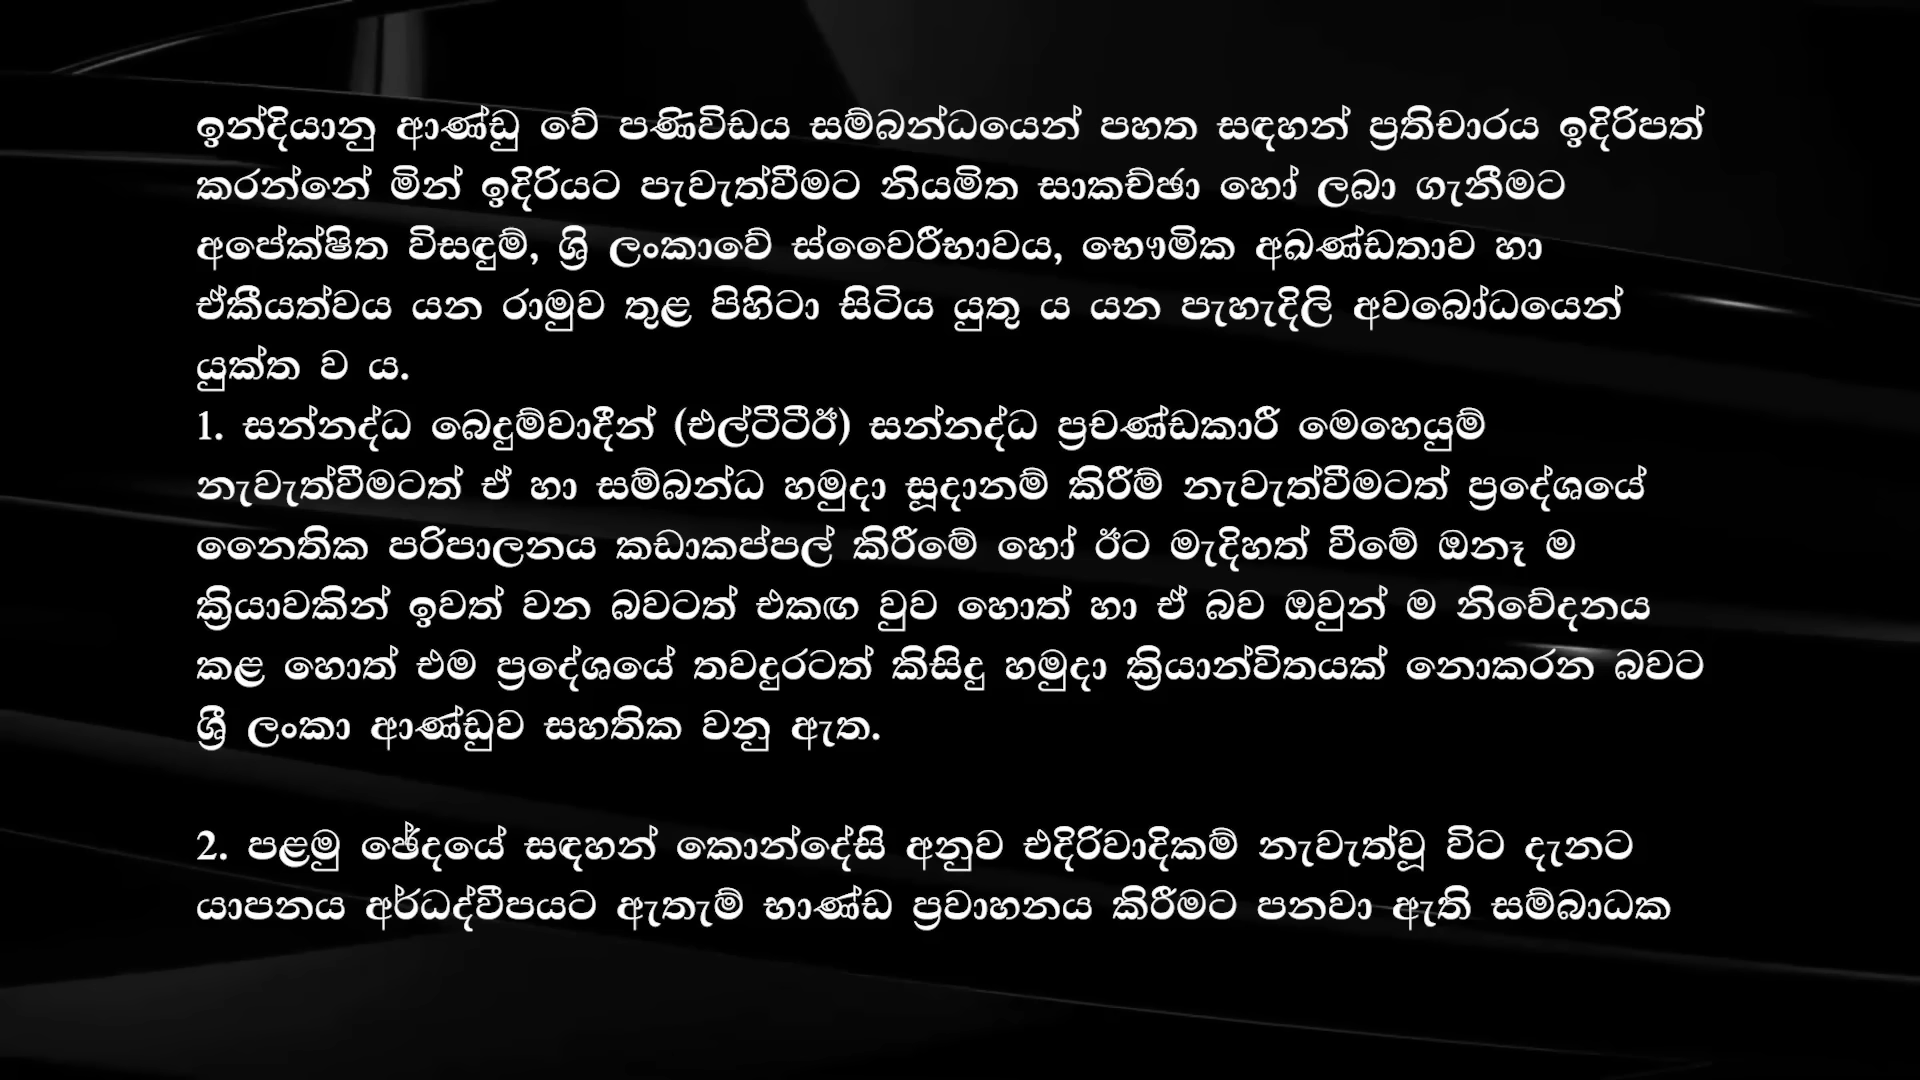 ඉන්දියානු ආණ්ඩු වේ පණිවිඩය සම්බන්ධයෙන් පහත සඳහන් ප්‍රතිචාරය ඉදිරිපත්
කරන්නේ මින් ඉදිරියට පැවැත්වීමට නියමිත සාකච්ඡා හෝ ලබා ගැනීමට
අපේක්ෂිත විසඳුම්, ශ්‍රි ලංකාවේ ස්වෛරීභාවය, භෞමික අඛණ්ඩතාව හා
ඒකීයත්වය යන රාමුව තුළ පිහිටා සිටිය යුතු ය යන පැහැදිලි අවබෝධයෙන්
යුක්ත ව ය.
1. සන්නද්ධ බෙදුම්වාදීන් (එල්ටීටීඊ) සන්නද්ධ ප්‍රචණ්ඩකාරී මෙහෙයුම්
නැවැත්වීමටත් ඒ හා සම්බන්ධ හමුදා සූදානම් කිරීම් නැවැත්වීමටත් ප්‍රදේශයේ
නෛතික පරිපාලනය කඩාකප්පල් කිරීමේ හෝ ඊට මැදිහත් වීමේ ඔනෑ ම
ක්‍රියාවකින් ඉවත් වන බවටත් එකඟ වුව හොත් හා ඒ බව ඔවුන් ම නිවේදනය
කළ හොත් එම ප්‍රදේශයේ තවදුරටත් කිසිදු හමුදා ක්‍රියාන්විතයක් නොකරන බවට
ශ්‍රී ලංකා ආණ්ඩුව සහතික වනු ඇත.
2. පළමු ඡේදයේ සඳහන් කොන්දේසි අනුව එදිරිවාදිකම් නැවැත්වූ විට දැනට
යාපනය අර්ධද්වීපයට ඇතැම් භාණ්ඩ ප්‍රවාහනය කිරීමට පනවා ඇති සම්බාධක